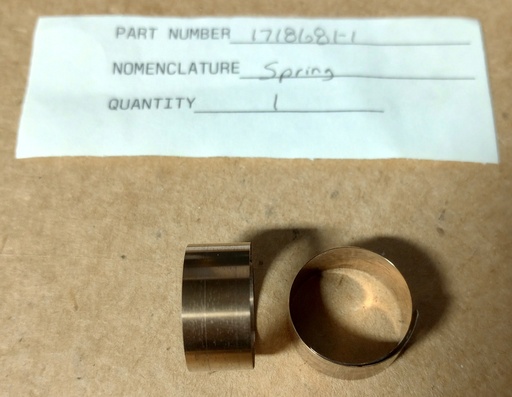 PART NUMBER 1718681-1
NOMENCLATURE Spring
QUANTITY 1